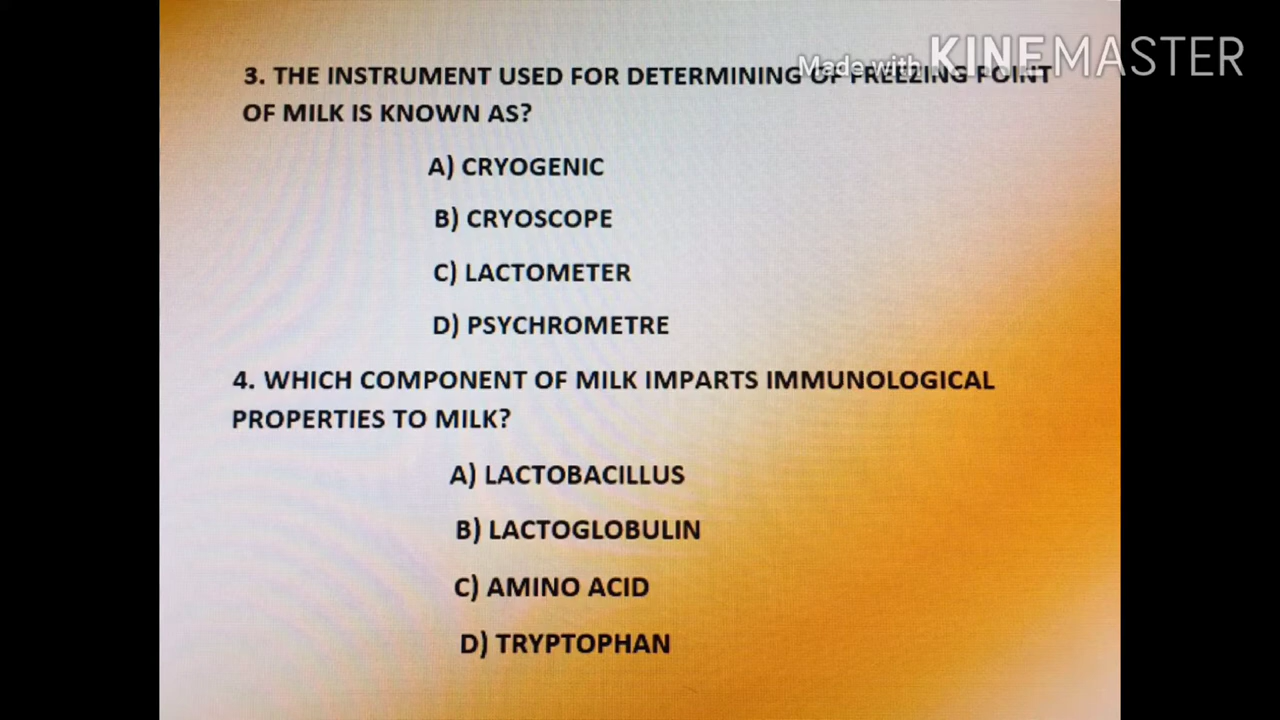 Made with KINEMASTER
3. THE INSTRUMENT USED FOR DETERMINING OF FREEZING POINT
OF MILK IS KNOWN AS?
A) CRYOGENIC
B) CRYOSCOPE
C) LACTOMETER
D) PSYCHROMETRE
4. WHICH COMPONENT OF MILK IMPARTS IMMUNOLOGICAL
PROPERTIES TO MILK?
A) LACTOBACILLUS
B) LACTOGLOBULIN
C) AMINO ACID
D) TRYPTOPHAN